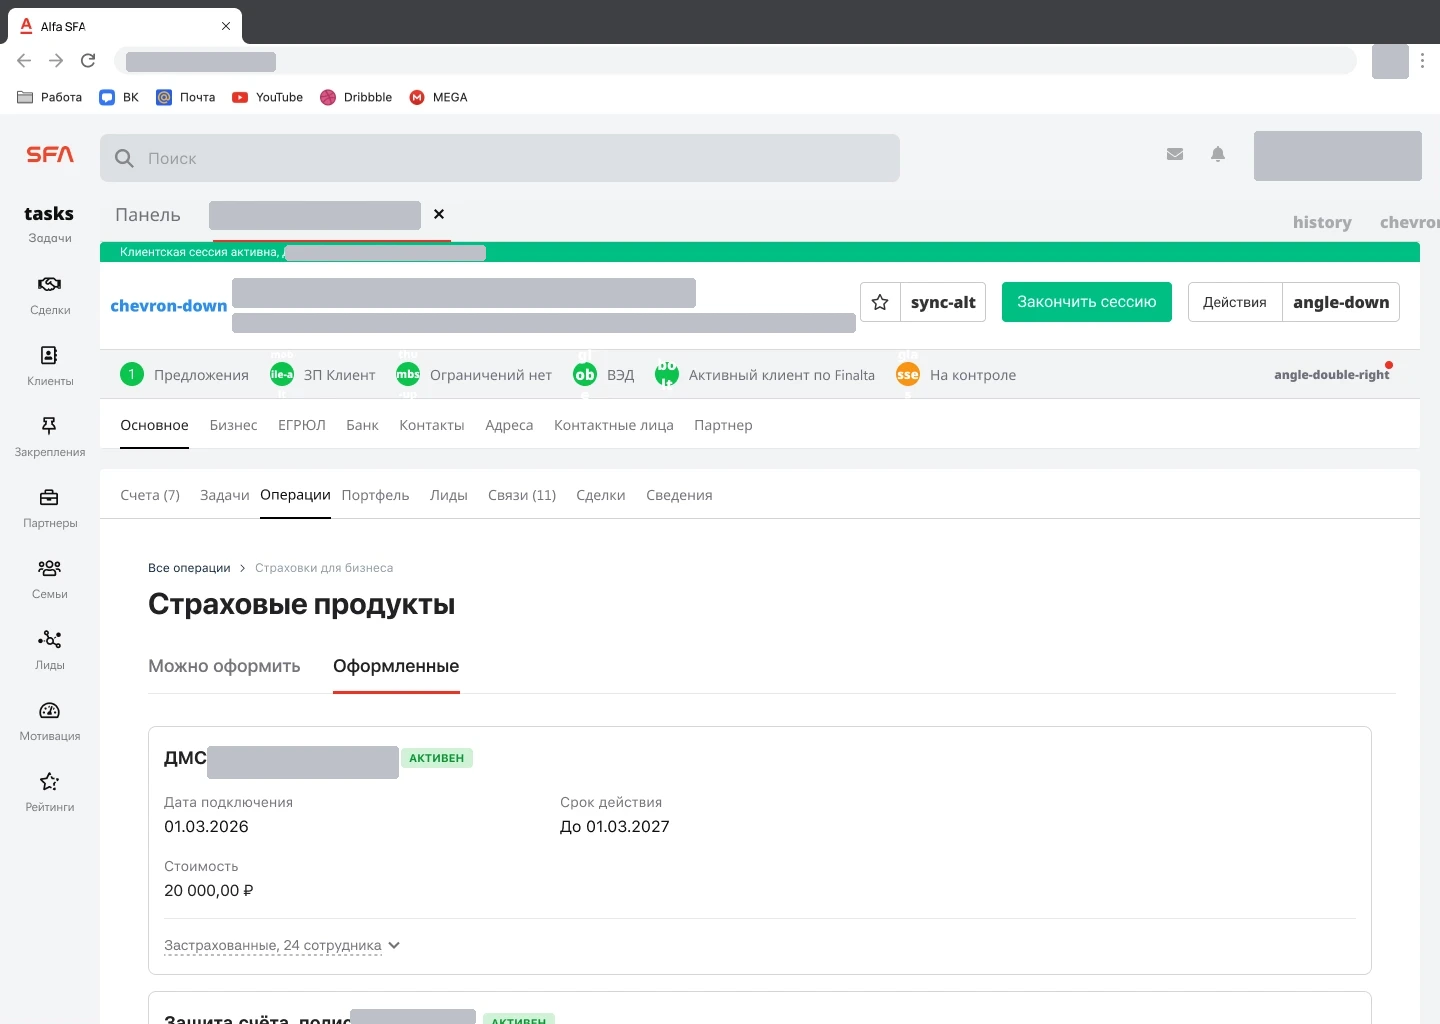 Alfa SFA
Работа
ВК
Почта
YouTube
Dribbble
MEGA
SFA
Поиск
tasks
Задачи
Сделки
Клиенты
Закрепления
Партнеры
Семьи
Лиды
Мотивация
Рейтинги
Панель
history
chevron
Клиентская сессия активна,
chevron-down
sync-alt
Закончить сессию
Действия
angle-down
1 Предложения
ЗП Клиент
Ограничений нет
ВЭД
Активный клиент по Finalta
На контроле
angle-double-right
Основное Бизнес ЕГРЮЛ Банк Контакты Адреса Контактные лица Партнер
Счета (7) Задачи Операции Портфель Лиды Связи (11) Сделки Сведения
Все операции > Страховки для бизнеса
Страховые продукты
Можно оформить Оформленные
ДМС АКТИВЕН
Дата подключения
01.03.2026
Срок действия
До 01.03.2027
Стоимость
20 000,00 ₽
Застрахованные, 24 сотрудника
Защита счёта, полис АКТИВЕН